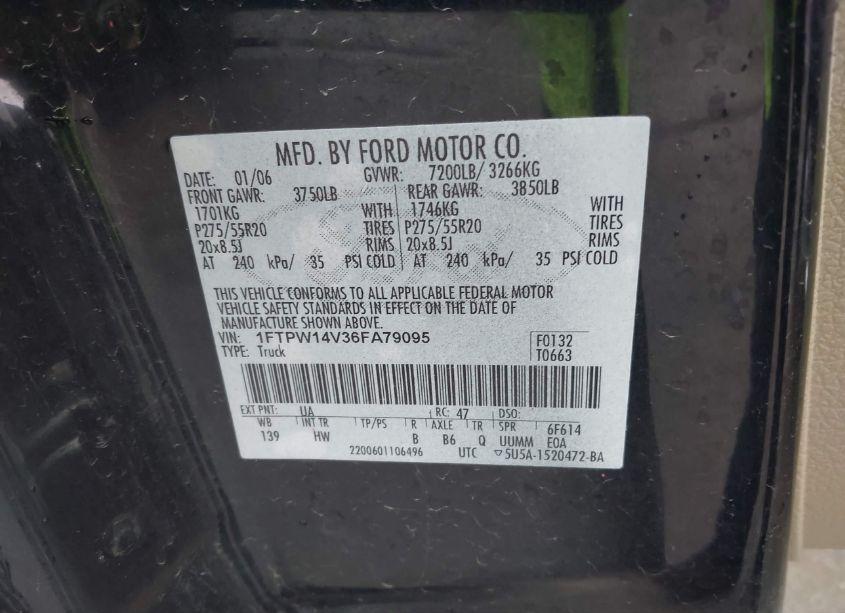 MFD. BY FORD MOTOR CO.
DATE: 01/06 GVWR: 7200LB/ 3266KG
FRONT GAWR: 3750LB REAR GAWR: 3850LB
1701KG WITH 1746KG WITH
P275/55R20 TIRES P275/55R20 TIRES
20x8.5J RIMS 20x8.5J RIMS
AT 240 kPa/ 35 PSI COLD AT 240 kPa/ 35 PSI COLD
THIS VEHICLE CONFORMS TO ALL APPLICABLE FEDERAL MOTOR
VEHICLE SAFETY STANDARDS IN EFFECT ON THE DATE OF
MANUFACTURE SHOWN ABOVE.
VIN: 1FTPW14V36FA79095 F0132
TYPE: Truck T0663
EXT PNT: UA RC: 47 DSO:
WB INT TR TP/PS R AXLE TR SPR 6F614
139 HW B B6 Q UUMM EOA
2200601106496 UTC ▽5U5A-1520472-BA